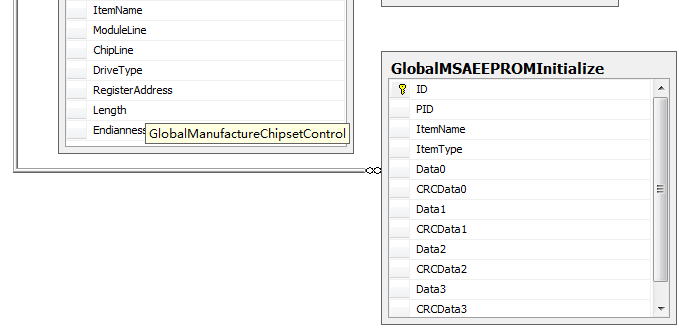 ItemName
ModuleLine
ChipLine
DriveType
RegisterAddress
Length
Endianness
GlobalManufactureChipsetControl
GlobalMSAEEPROMInitialize
ID
PID
ItemName
ItemType
Data0
CRCData0
Data1
CRCData1
Data2
CRCData2
Data3
CRCData3